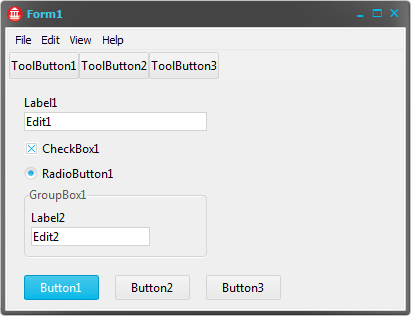 Form1
File Edit View Help
ToolButton1 ToolButton2 ToolButton3
Label1
Edit1
CheckBox1
RadioButton1
GroupBox1
Label2
Edit2
Button1 Button2 Button3